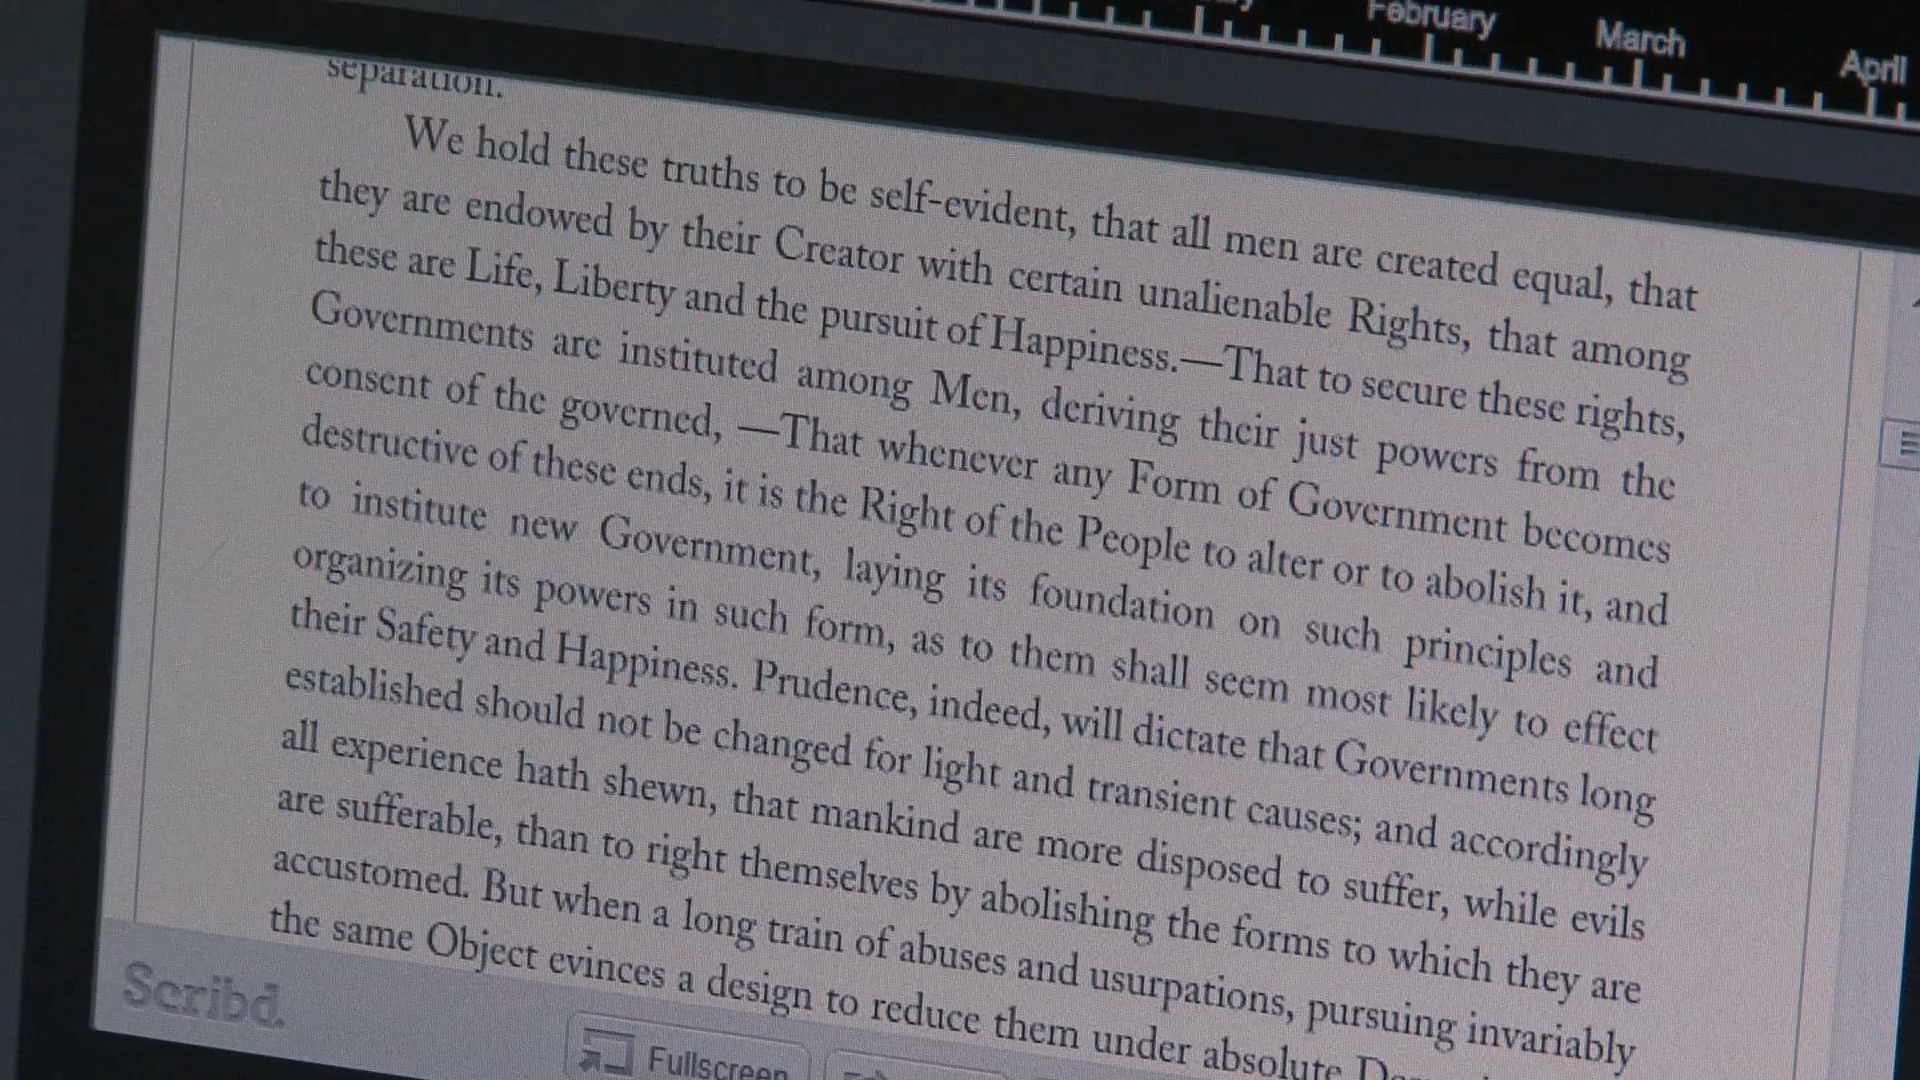 February
March
April
separation.
We hold these truths to be self-evident, that all men are created equal, that
they are endowed by their Creator with certain unalienable Rights, that among
these are Life, Liberty and the pursuit of Happiness.—That to secure these rights,
Governments are instituted among Men, deriving their just powers from the
consent of the governed, —That whenever any Form of Government becomes
destructive of these ends, it is the Right of the People to alter or to abolish it, and
to institute new Government, laying its foundation on such principles and
organizing its powers in such form, as to them shall seem most likely to effect
their Safety and Happiness. Prudence, indeed, will dictate that Governments long
established should not be changed for light and transient causes; and accordingly
all experience hath shewn, that mankind are more disposed to suffer, while evils
are sufferable, than to right themselves by abolishing the forms to which they are
accustomed. But when a long train of abuses and usurpations, pursuing invariably
the same Object evinces a design to reduce them under absolute
Scribd.
Fullscreen